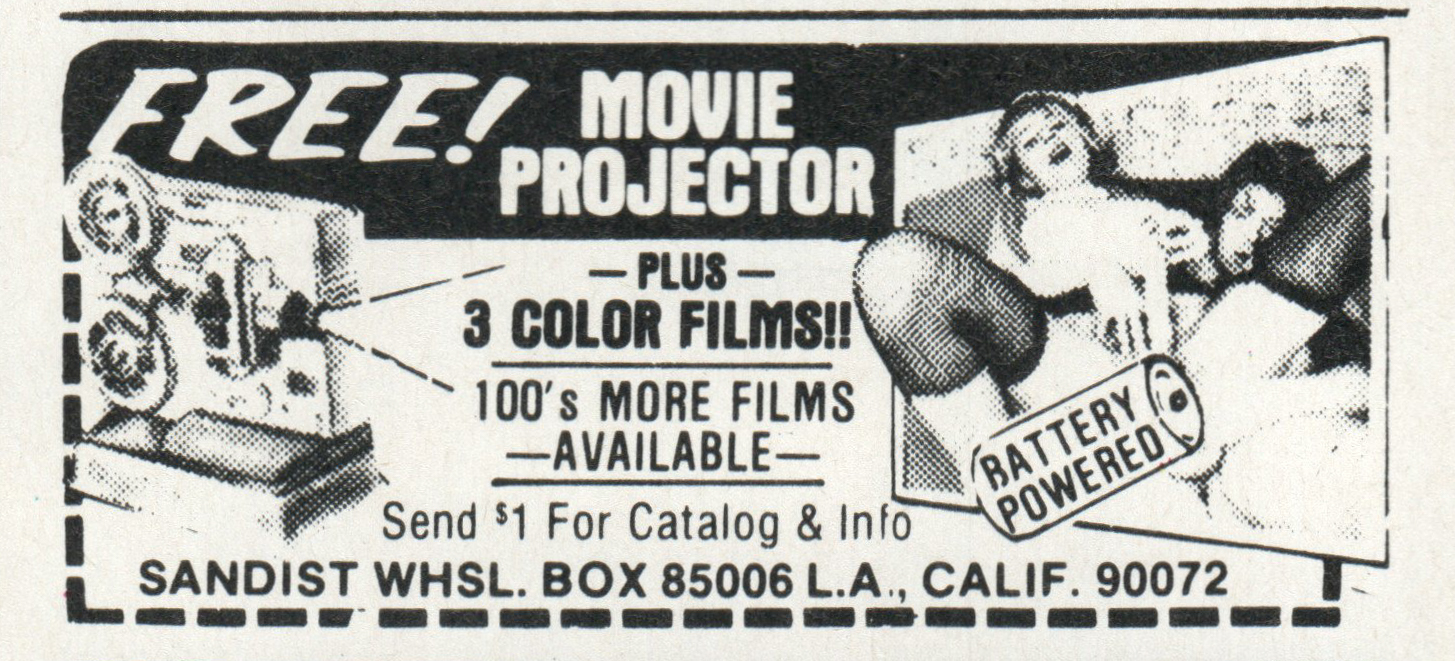 FREE! MOVIE
PROJECTOR
— PLUS —
3 COLOR FILMS!!
100's MORE FILMS
—AVAILABLE—
BATTERY
POWERED
Send $1 For Catalog & Info
SANDIST WHSL. BOX 85006 L.A., CALIF. 90072